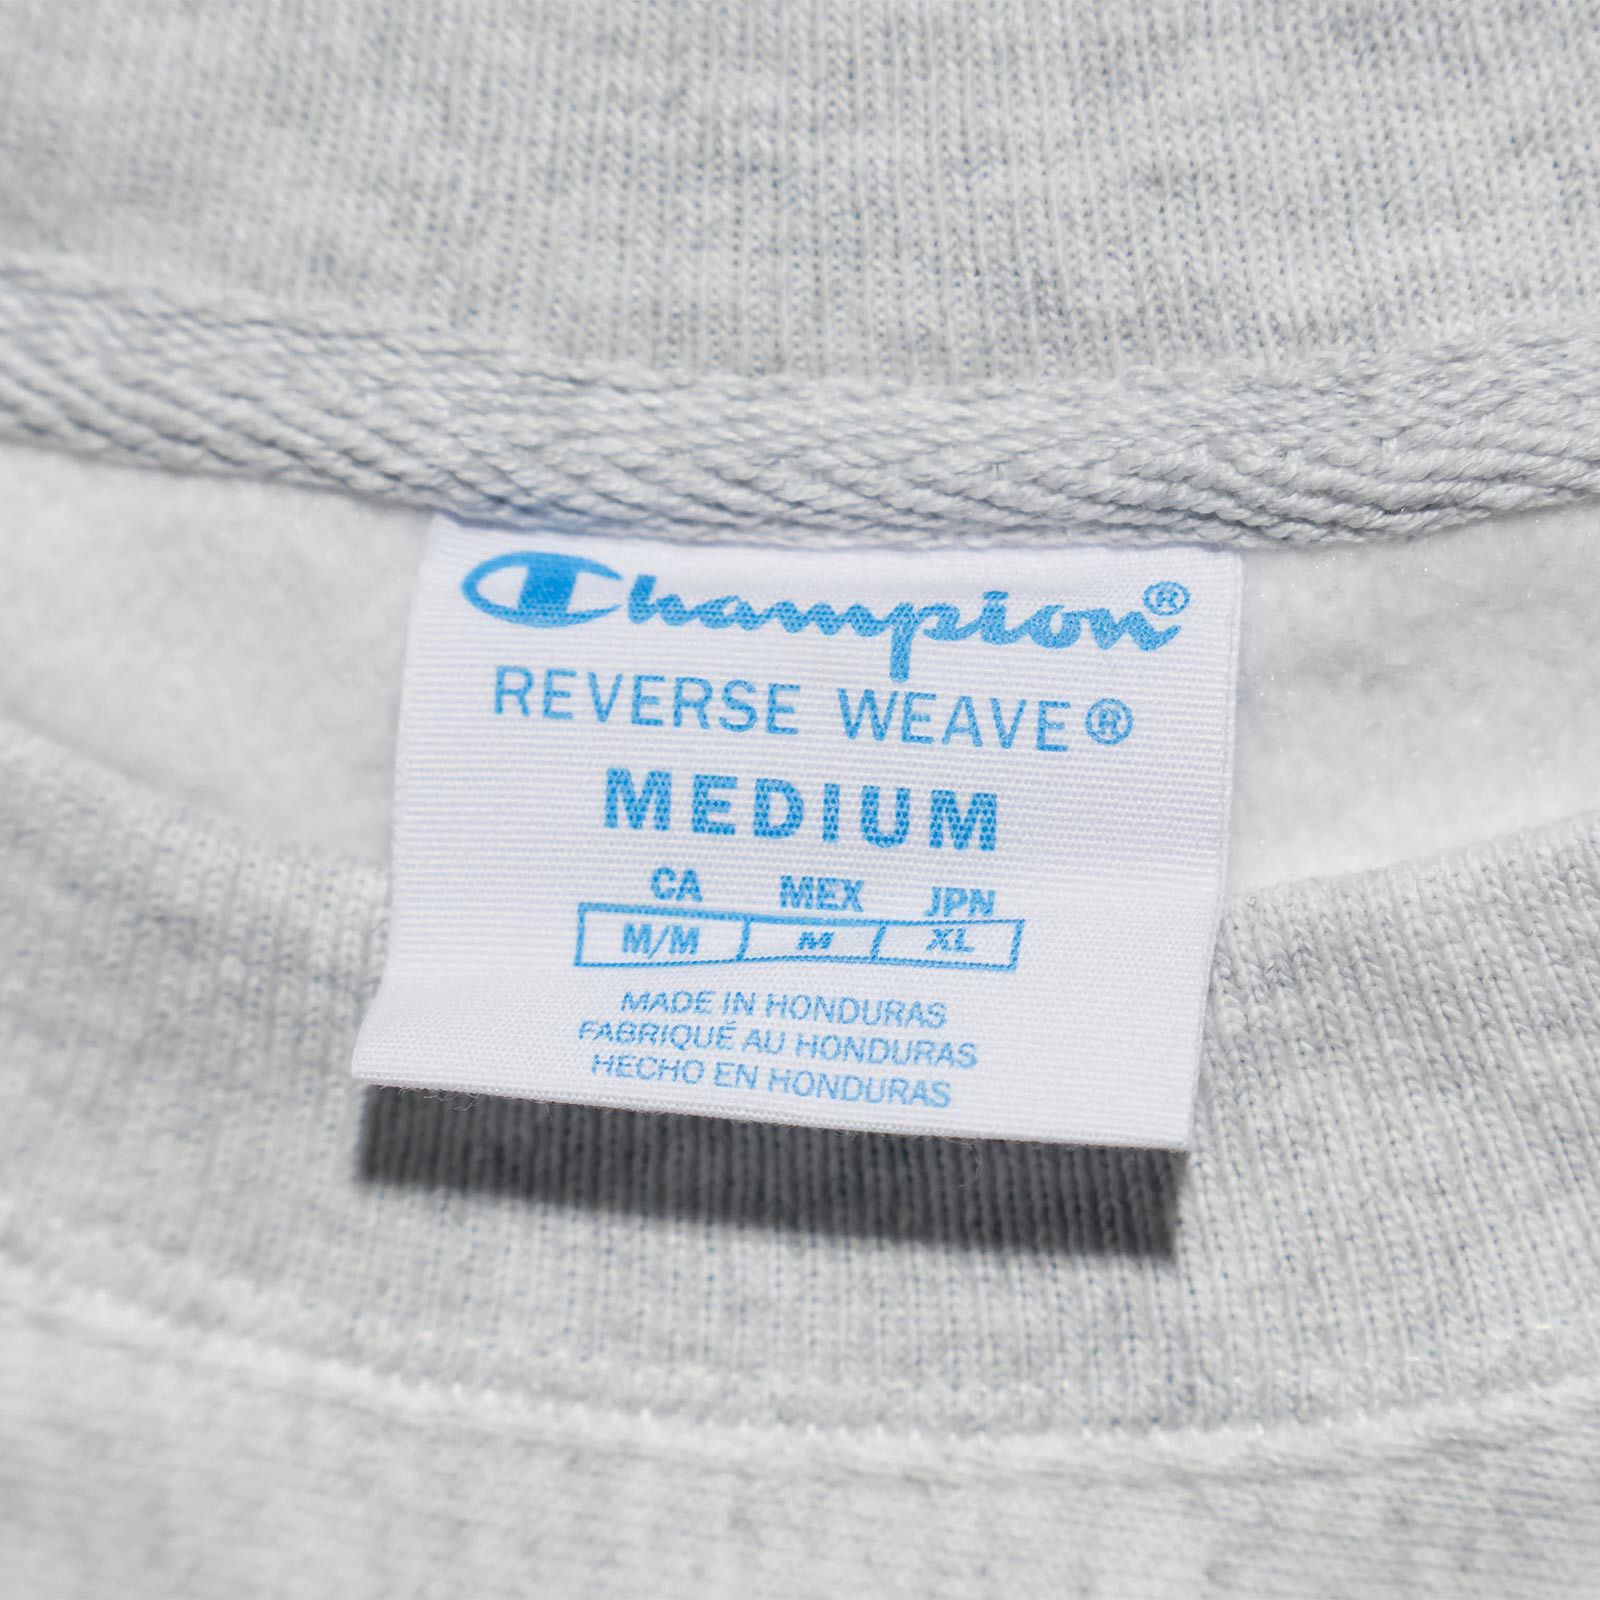 Champion®
REVERSE WEAVE®
MEDIUM
CA MEX JPN
M/M M XL
MADE IN HONDURAS
FABRIQUÉ AU HONDURAS
HECHO EN HONDURAS